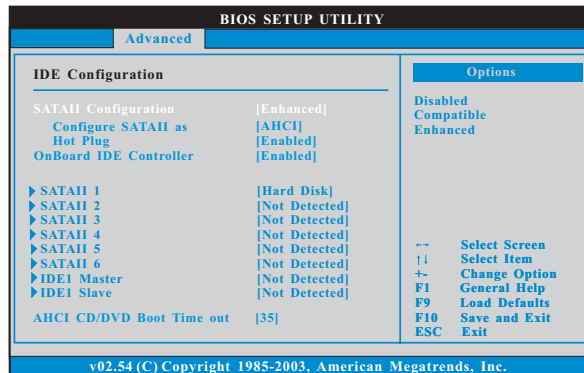 BIOS SETUP UTILITY
Advanced
IDE Configuration
SATAII Configuration [Enhanced]
Configure SATAII as [AHCI]
Hot Plug [Enabled]
OnBoard IDE Controller [Enabled]
SATAII 1 [Hard Disk]
SATAII 2 [Not Detected]
SATAII 3 [Not Detected]
SATAII 4 [Not Detected]
SATAII 5 [Not Detected]
SATAII 6 [Not Detected]
IDE1 Master [Not Detected]
IDE1 Slave [Not Detected]
AHCI CD/DVD Boot Time out [35]
Options
Disabled
Compatible
Enhanced
←→ Select Screen
↑↓ Select Item
+- Change Option
F1 General Help
F9 Load Defaults
F10 Save and Exit
ESC Exit
v02.54 (C) Copyright 1985-2003, American Megatrends, Inc.